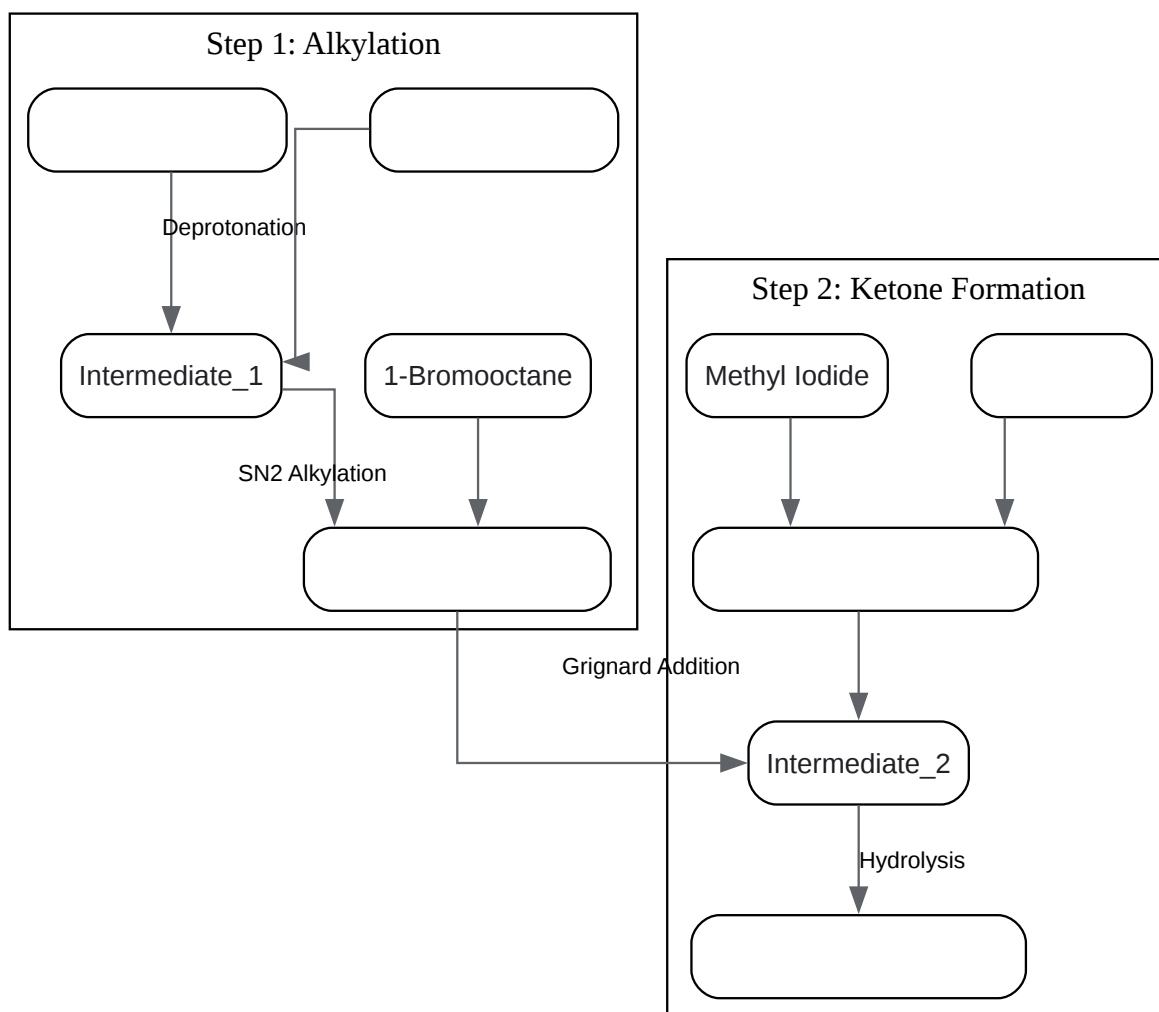 Step 1: Alkylation
Deprotonation
Step 2: Ketone Formation
Intermediate_1
1-Bromooctane
Methyl Iodide
SN2 Alkylation
Grignard Addition
Intermediate_2
Hydrolysis